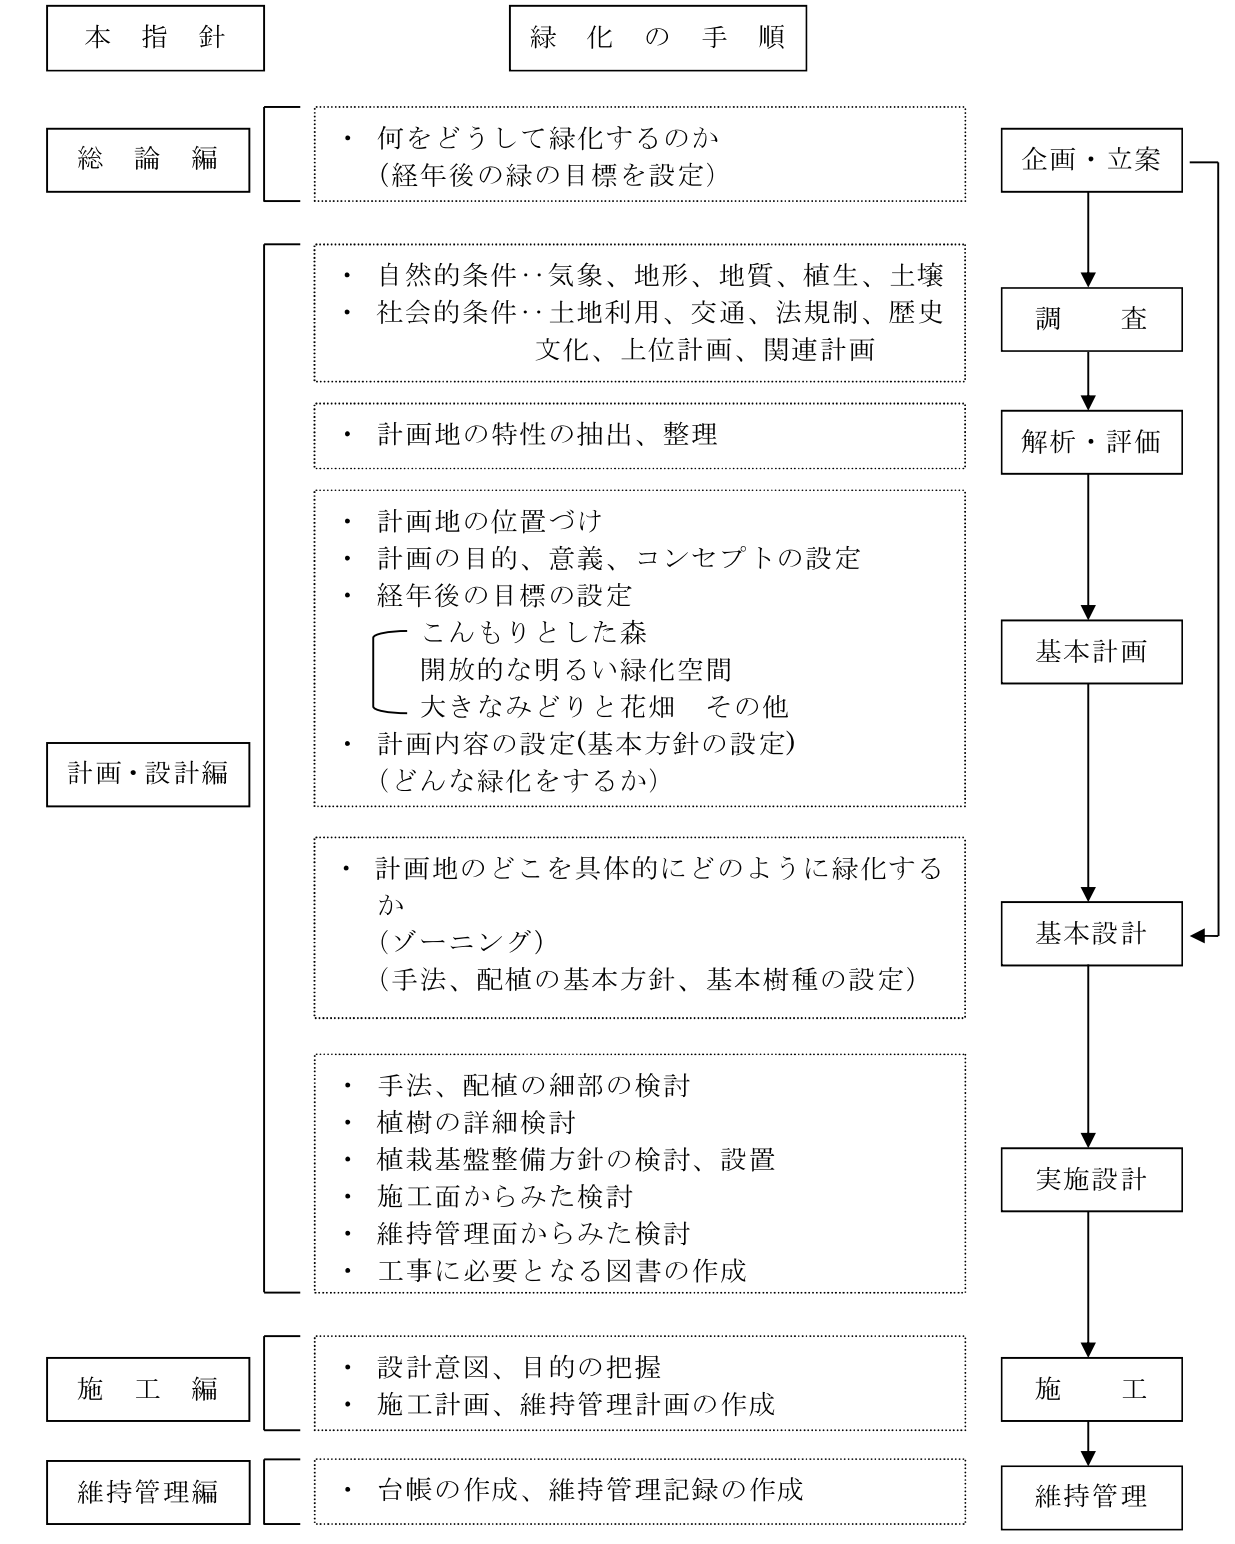 本 指 針
緑 化 の 手 順
総 論 編
・ 何をどうして緑化するのか
(経年後の緑の目標を設定)
企画・立案
・ 自然的条件‥気象、地形、地質、植生、土壌
・ 社会的条件‥土地利用、交通、法規制、歴史
文化、上位計画、関連計画
調 査
・ 計画地の特性の抽出、整理
解析・評価
・ 計画地の位置づけ
・ 計画の目的、意義、コンセプトの設定
・ 経年後の目標の設定
こんもりとした森
開放的な明るい緑化空間
大きなみどりと花畑 その他
・ 計画内容の設定(基本方針の設定)
(どんな緑化をするか)
基本計画
計画・設計編
・ 計画地のどこを具体的にどのように緑化する
か
(ゾーニング)
(手法、配植の基本方針、基本樹種の設定)
基本設計
・ 手法、配植の細部の検討
・ 植樹の詳細検討
・ 植栽基盤整備方針の検討、設置
・ 施工面からみた検討
・ 維持管理面からみた検討
・ 工事に必要となる図書の作成
実施設計
施 工 編
・ 設計意図、目的の把握
・ 施工計画、維持管理計画の作成
施 工
維持管理編
・ 台帳の作成、維持管理記録の作成
維持管理